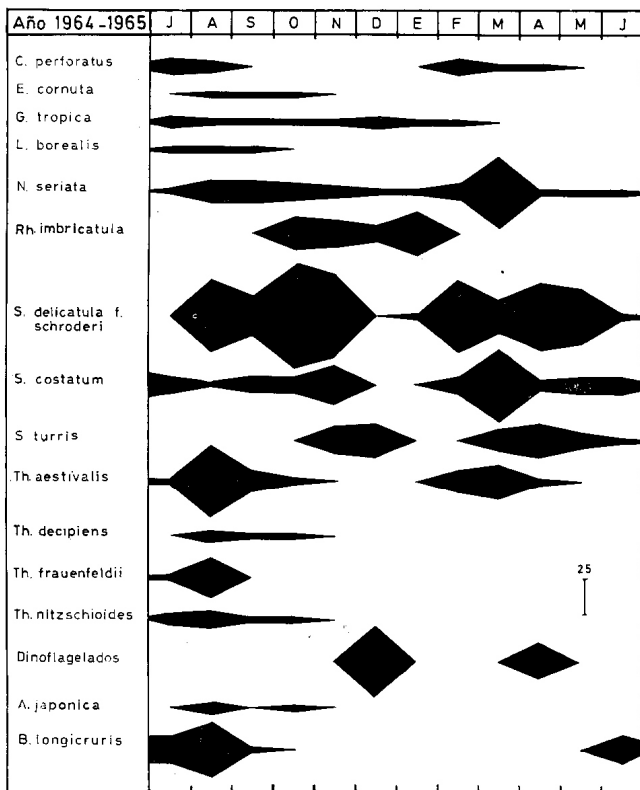 Año 1964-1965 J A S O N D E F M A M J
C. perforatus
E. cornuta
G. tropica
L. borealis
N. seriata
Rh. imbricatula
S. delicatula f.
schroderi
S. costatum
S turris
Th. aestivalis
Th. decipiens
Th. frauenfeldii
25
Th. nitzschioides
Dinoflagelados
A. japonica
B. longicruris